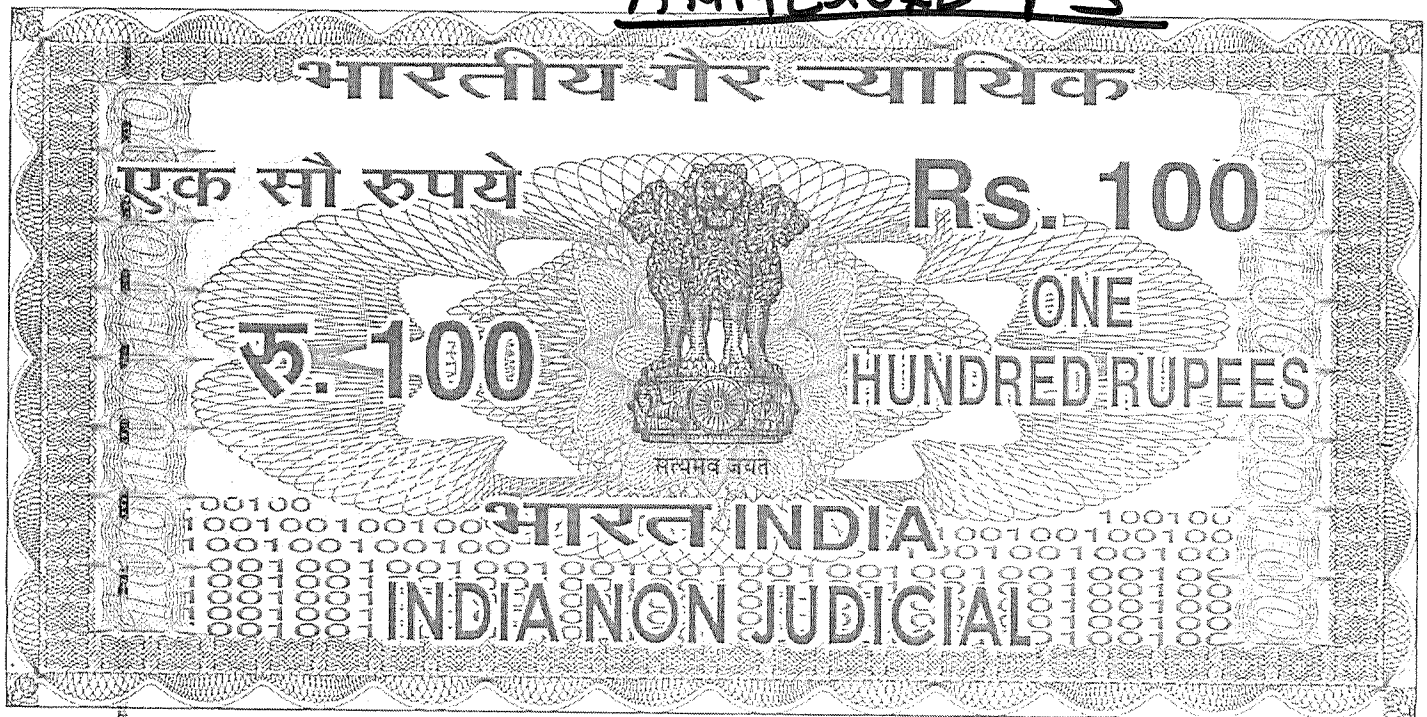 भारतीय गैर न्यायिक
एक सौ रुपये
Rs. 100
रु. 100
ONE
HUNDRED RUPEES
सत्यमेव जयते
भारत INDIA
INDIA NON JUDICIAL